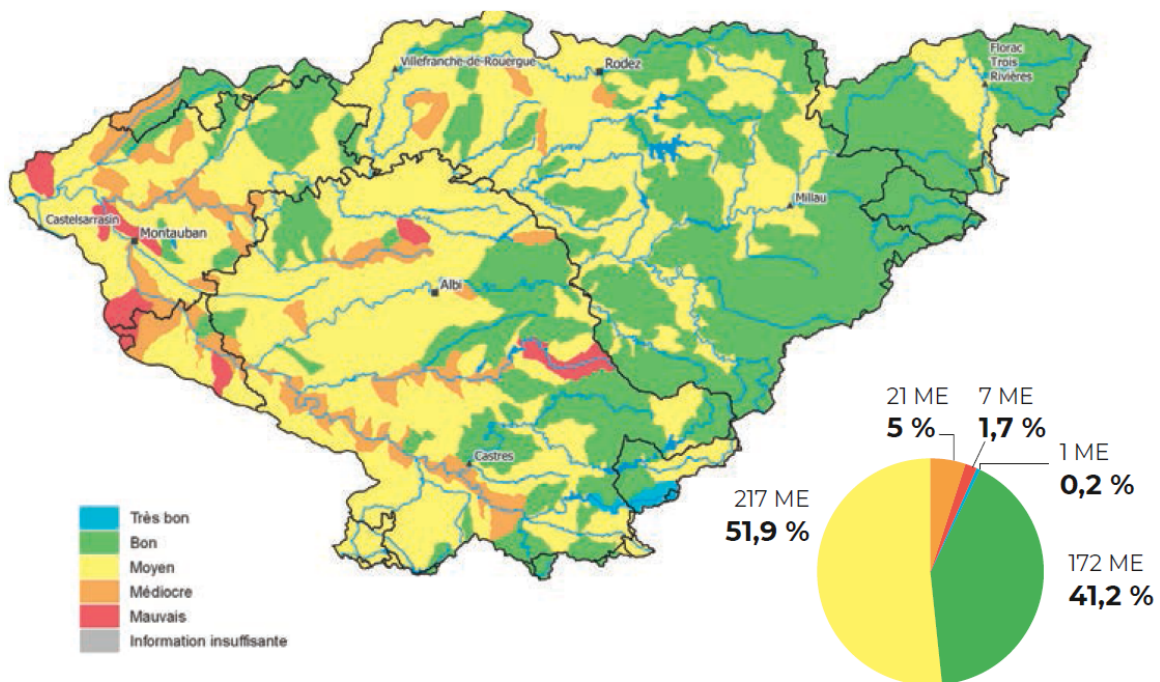 Villefranche-de-Rouergue
Rodez
Florac
Trois
Rivières
Millau
Castelsarrasin
Montauban
Albi
Castres
Très bon
Bon
Moyen
Médiocre
Mauvais
Information insuffisante
21 ME
5 %
7 ME
1,7 %
1 ME
0,2 %
217 ME
51,9 %
172 ME
41,2 %